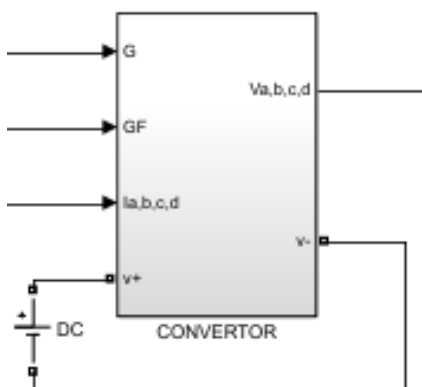 G
Va,b,c,d
GF
Ia,b,c,d
v-
v+
+
DC
CONVERTOR